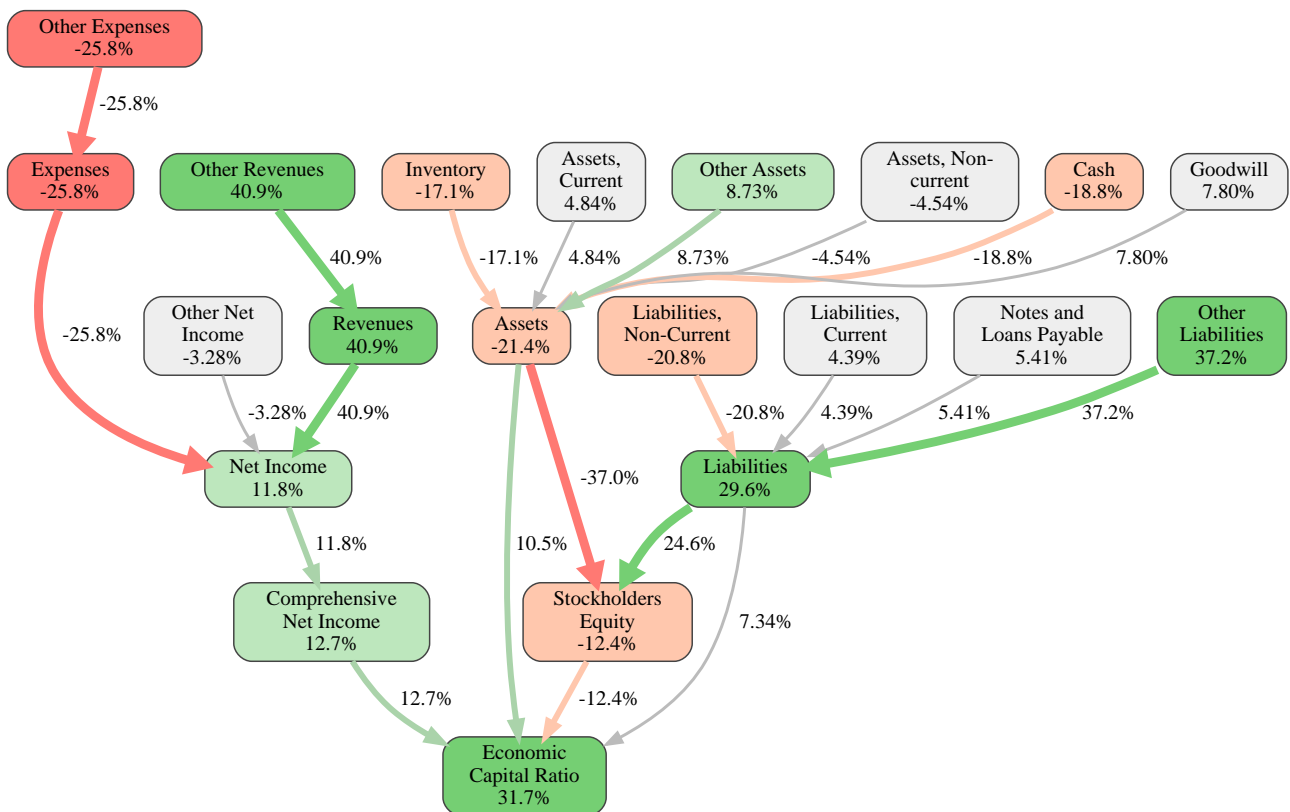 Other Expenses
-25.8%
-25.8%
Expenses
-25.8%
Other Revenues
40.9%
Inventory
-17.1%
Assets,
Current
4.84%
Other Assets
8.73%
Assets, Non-
current
-4.54%
Cash
-18.8%
Goodwill
7.80%
40.9%
-17.1%
4.84%
8.73%
-4.54%
-18.8%
7.80%
-25.8%
Other Net
Income
-3.28%
Revenues
40.9%
Assets
-21.4%
Liabilities,
Non-Current
-20.8%
Liabilities,
Current
4.39%
Notes and
Loans Payable
5.41%
Other
Liabilities
37.2%
-3.28%
40.9%
-20.8%
4.39%
5.41%
37.2%
Net Income
11.8%
-37.0%
Liabilities
29.6%
11.8%
10.5%
24.6%
Comprehensive
Net Income
12.7%
Stockholders
Equity
-12.4%
7.34%
12.7%
-12.4%
Economic
Capital Ratio
31.7%